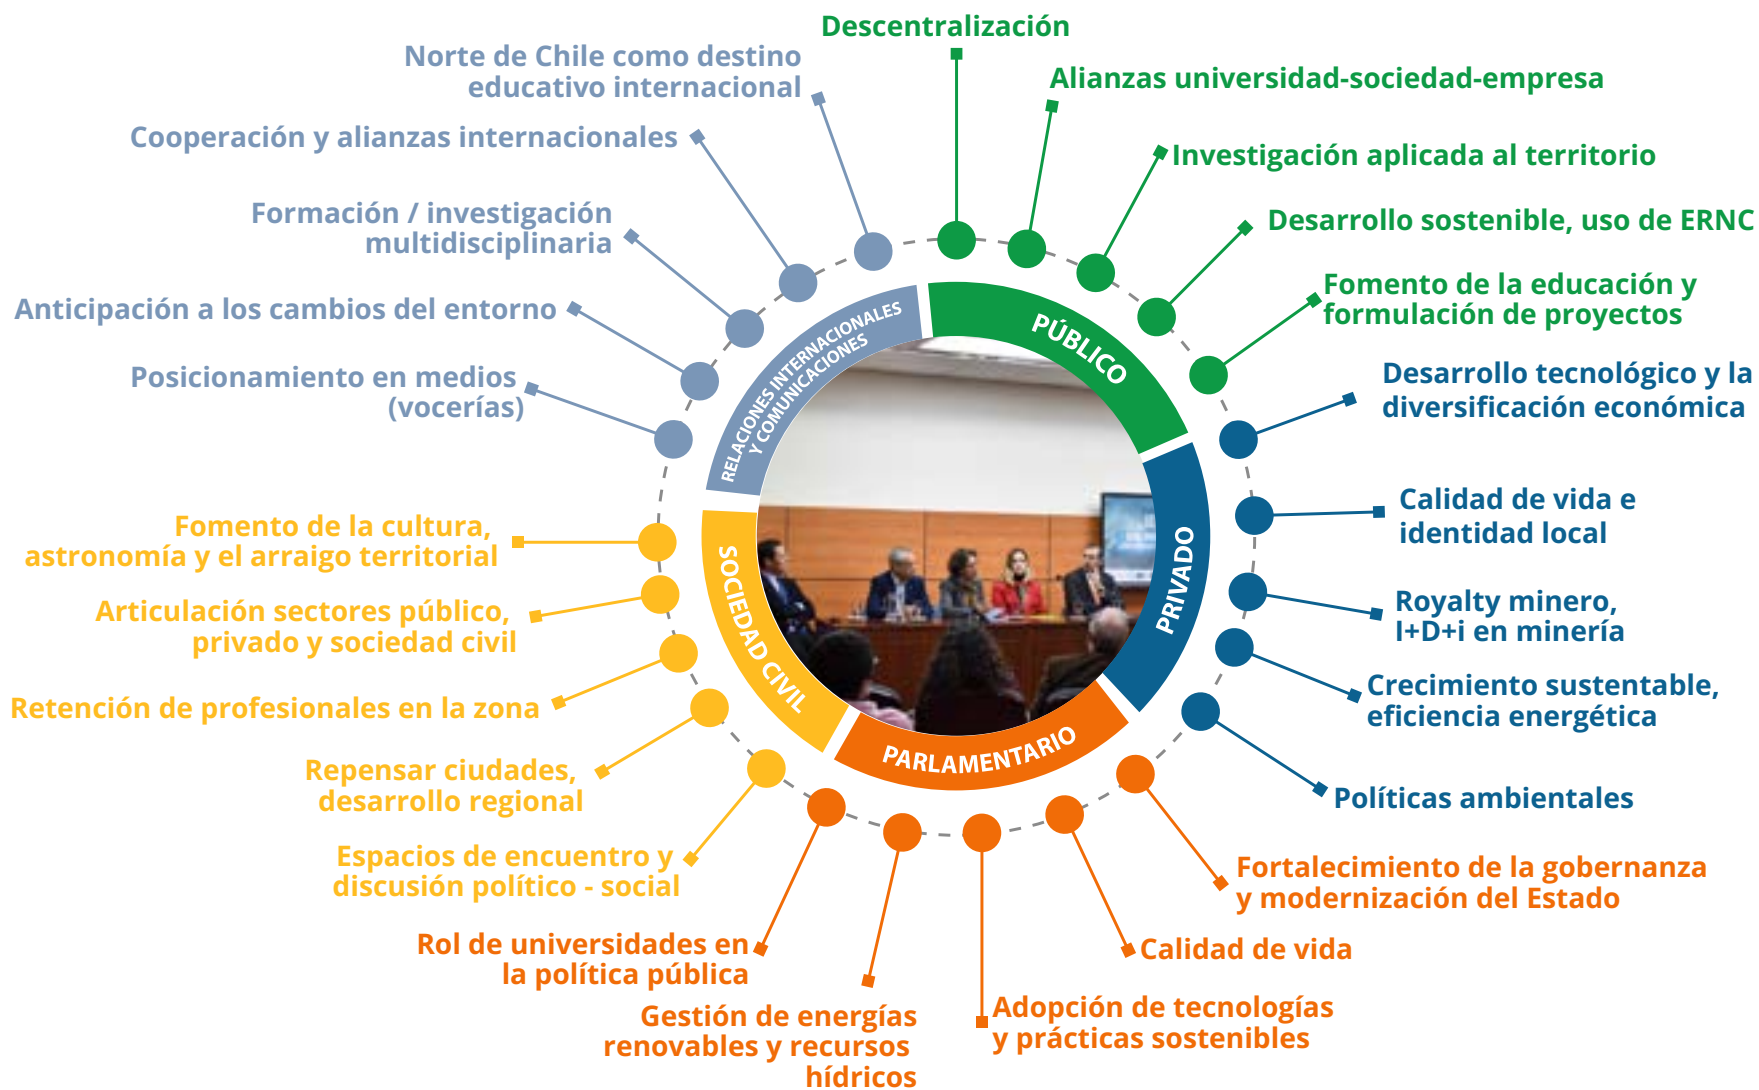 Descentralización
Alianzas universidad-sociedad-empresa
Investigación aplicada al territorio
Desarrollo sostenible, uso de ERNC
Fomento de la educación y
formulación de proyectos
Desarrollo tecnológico y la
diversificación económica
Calidad de vida e
identidad local
Royalty minero,
I+D+i en minería
Crecimiento sustentable,
eficiencia energética
Políticas ambientales
Fortalecimiento de la gobernanza
y modernización del Estado
Calidad de vida
Adopción de tecnologías
y prácticas sostenibles
Gestión de energías
renovables y recursos
hídricos
Rol de universidades en
la política pública
Espacios de encuentro y
discusión político - social
Repensar ciudades,
desarrollo regional
Retención de profesionales en la zona
Articulación sectores público,
privado y sociedad civil
Fomento de la cultura,
astronomía y el arraigo territorial
Posicionamiento en medios
(vocerías)
Anticipación a los cambios del entorno
Formación / investigación
multidisciplinaria
Cooperación y alianzas internacionales
Norte de Chile como destino
educativo internacional
PÚBLICO
PRIVADO
PARLAMENTARIO
SOCIEDAD CIVIL
RELACIONES INTERNACIONALES
Y COMUNICACIONES